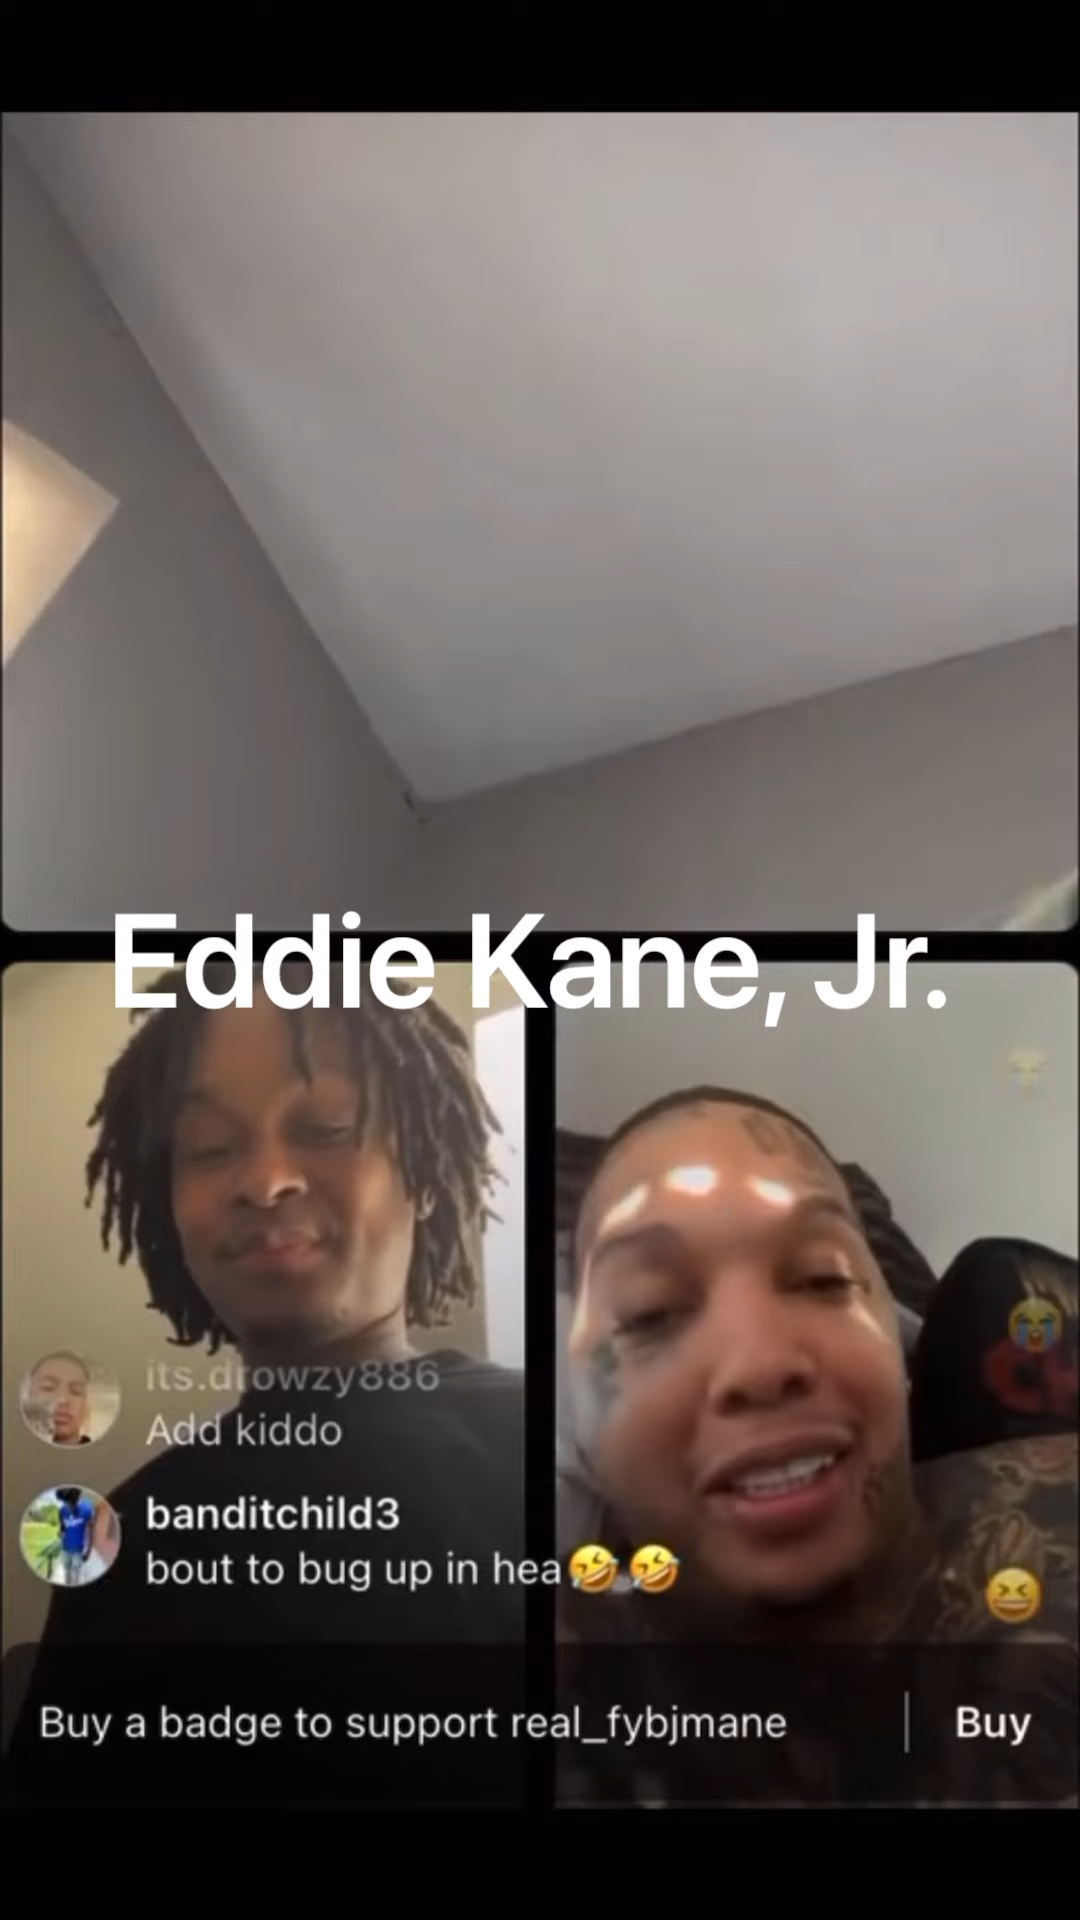 Eddie Kane, Jr.
its.drowzy886
Add kiddo
banditchild3
bout to bug up in hea🤣🤣
Buy a badge to support real_fybjmane | Buy